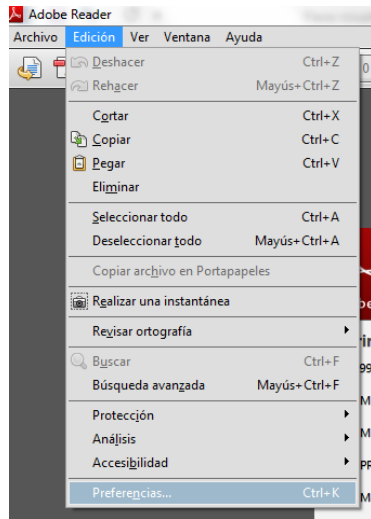 Adobe Reader
Archivo Edición Ver Ventana Ayuda
Deshacer Ctrl+Z
Rehacer Mayús+Ctrl+Z
Cortar Ctrl+X
Copiar Ctrl+C
Pegar Ctrl+V
Eliminar
Seleccionar todo Ctrl+A
Deseleccionar todo Mayús+Ctrl+A
Copiar archivo en Portapapeles
Realizar una instantánea
Revisar ortografía
Buscar Ctrl+F
Búsqueda avanzada Mayús+Ctrl+F
Protección
Análisis
Accesibilidad
Preferencias... Ctrl+K